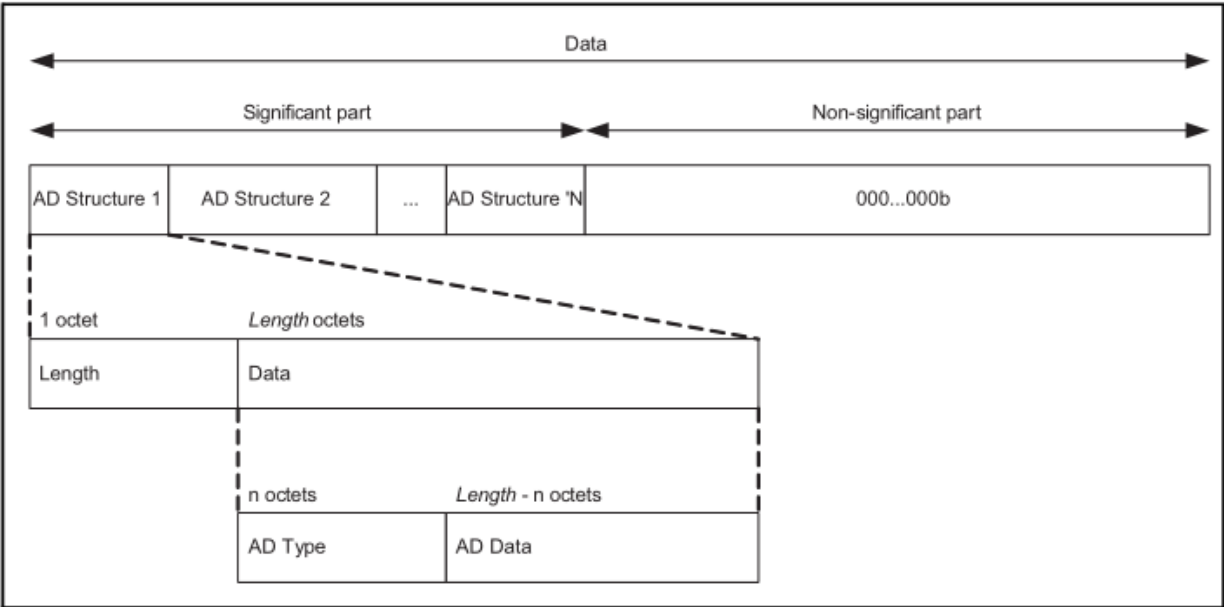 Data
Significant part Non-significant part
AD Structure 1 AD Structure 2 ... AD Structure 'N 000...000b
1 octet Length octets
Length Data
n octets Length - n octets
AD Type AD Data